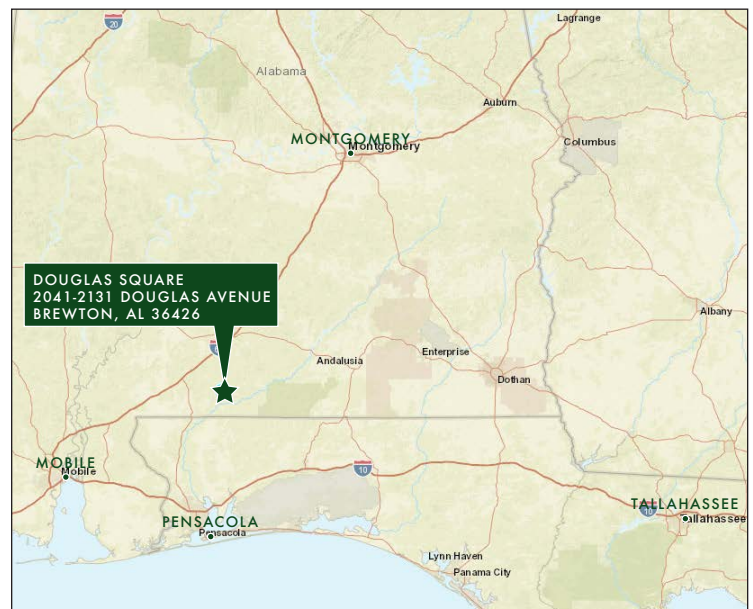 Lagrange
20
Alabama
Auburn
MONTGOMERY
Montgomery
Columbus
DOUGLAS SQUARE
2041-2131 DOUGLAS AVENUE
BREWTON, AL 36426
Albany
Enterprise
Andalusia
Dothan
MOBILE
Mobile
10
TALLAHASSEE
10
allahassee
PENSACOLA
Pensacola
Lynn Haven
Panama City